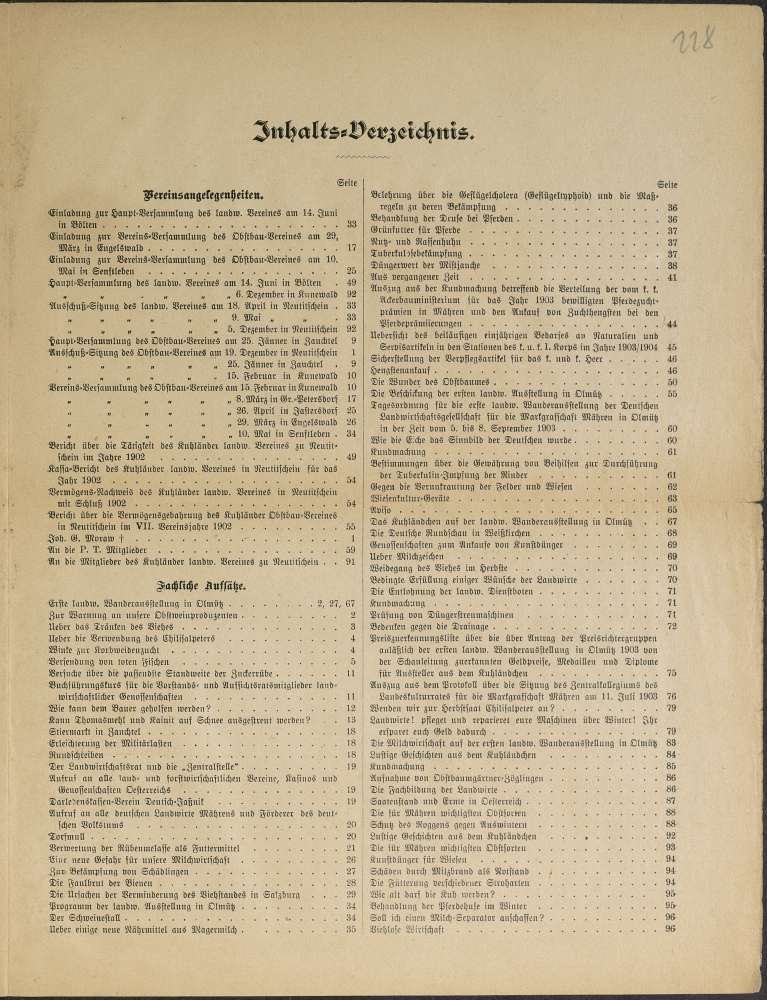 228
Inhalts-Verzeichnis.
Seite
Vereinsangelegenheiten.
Einladung zur Haupt-Versammlung des landw. Vereines am 14. Juni
in Bölten . . . 33
Einladung zur Vereins-Versammlung des Obstbau-Vereines am 29.
März in Engelswald . . . 17
Einladung zur Vereins-Versammlung des Obstbau-Vereines am 10.
Mai in Senftleben . . . 25
Haupt-Versammlung des landw. Vereines am 14. Juni in Bölten . 49
„ „ „ „ „ 6. Dezember in Kunewald 92
Ausschuß-Sitzung des landw. Vereines am 18. April in Neutitschein . 33
„ „ „ „ „ 9. Mai „ . 33
„ „ „ „ „ 5. Dezember in Neutitschein 92
Haupt-Versammlung des Obstbau-Vereines am 25. Jänner in Zauchtel 9
Ausschuß-Sitzung des Obstbau-Vereines am 19. Dezember in Neutitschein 1
„ „ „ „ 25. Jänner in Zauchtel . 9
„ „ „ „ 15. Februar in Kunewald 10
Vereins-Versammlung des Obstbau-Vereines am 15. Februar in Kunewald 10
„ „ „ „ „ 8. März in Gr.-Petersdorf 17
„ „ „ „ „ 26. April in Jaftersdorf 25
„ „ „ „ „ 29. März in Engelswald 26
„ „ „ „ „ 10. Mai in Senftleben . 34
Bericht über die Tätigkeit des Kuhländer landw. Vereines zu Neutit-
schein im Jahre 1902 . . . 49
Kassa-Bericht des Kuhländer landw. Vereines in Neutitschein für das
Jahr 1902 . . . 54
Vermögens-Nachweis des Kuhländer landw. Vereines in Neutitschein
mit Schluß 1902 . . . 54
Bericht über die Vermögensgebahrung des Kuhländer Obstbau-Vereines
in Neutitschein im VII. Vereinsjahre 1902 . . . 55
Joh. G. Moraw † . . . 1
An die P. T. Mitglieder . . . 59
An die Mitglieder des Kuhländer landw. Vereines zu Neutitschein . . 91
Fachliche Aufsätze.
Erste landw. Wanderausstellung in Olmütz . . . 2, 27, 67
Zur Warnung an unsere Obstweinproduzenten . . . 2
Ueber das Tränken des Viehes . . . 3
Ueber die Verwendung des Chilisalpeters . . . 4
Winke zur Korbweidenzucht . . . 4
Versendung von toten Fischen . . . 5
Versuche über die passendste Standweite der Zuckerrübe . . . 11
Buchführungskurs für die Vorstands- und Aufsichtsratsmitglieder land-
wirtschaftlicher Genossenschaften . . . 11
Wie kann dem Bauer geholfen werden? . . . 12
Kann Thomasmehl und Kainit auf Schnee ausgestreut werden? . 13
Stiermarkt in Zauchtel . . . 18
Erleichterung der Militärlasten . . . 18
Rundschreiben . . . 18
Der Landwirtschaftsrat und die „Zentralstelle“ . . . 19
Aufruf an alle land- und forstwirtschaftlichen Vereine, Kasinos und
Genossenschaften Oesterreichs . . . 19
Darlehenskassen-Verein Deutsch-Jaßnik . . . 19
Aufruf an alle deutschen Landwirte Mährens und Förderer des deut-
schen Volkstums . . . 20
Torfmull . . . 20
Verwertung der Rübenmelasse als Futtermittel . . . 21
Eine neue Gefahr für unsere Milchwirtschaft . . . 26
Zur Bekämpfung von Schädlingen . . . 27
Die Faulbrut der Bienen . . . 28
Die Ursachen der Verminderung des Viehstandes in Salzburg . . . 29
Programm der landw. Ausstellung in Olmütz . . . 34
Der Schweinestall . . . 34
Ueber einige neue Nährmittel aus Magermilch . . . 35
Seite
Belehrung über die Geflügelcholera (Geflügeltyphoid) und die Maß-
regeln zu deren Bekämpfung . . . 36
Behandlung der Druse bei Pferden . . . 36
Grünfutter für Pferde . . . 37
Nutz- und Rassenhuhn . . . 37
Tuberkulosebekämpfung . . . 37
Düngerwert der Mistjauche . . . 38
Aus vergangener Zeit . . . 41
Auszug aus der Kundmachung betreffend die Verteilung der vom k. k.
Ackerbauministerium für das Jahr 1903 bewilligten Pferdezucht-
prämien in Mähren und den Ankauf von Zuchthengsten bei den
Pferdeprämiierungen . . . 44
Uebersicht des beiläufigen einjährigen Bedarfes an Naturalien und
Servisartikeln in den Stationen des k. u. k. 1. Korps im Jahre 1903/1904 45
Sicherstellung der Verpflegsartikel für das k. und k. Heer . . . 46
Hengstenankauf . . . 46
Die Wunder des Obstbaumes . . . 50
Die Beschickung der ersten landw. Ausstellung in Olmütz . . . 55
Tagesordnung für die erste landw. Wanderausstellung der Deutschen
Landwirtschaftsgesellschaft für die Markgrafschaft Mähren in Olmütz
in der Zeit vom 5. bis 8. September 1903 . . . 60
Wie die Eiche das Sinnbild der Deutschen wurde . . . 60
Kundmachung . . . 61
Bestimmungen über die Gewährung von Beihilfen zur Durchführung
der Tuberkulin-Impfung der Rinder . . . 61
Gegen die Verunkrautung der Felder und Wiesen . . . 62
Wiesenkultur-Geräte . . . 63
Aviso . . . 65
Das Kuhländchen auf der landw. Wanderausstellung in Olmütz . . 67
Die Deutsche Rundschau in Weißkirchen . . . 68
Genossenschaften zum Ankaufe von Kunstdünger . . . 69
Ueber Milchzeichen . . . 69
Weidegang des Viehes im Herbste . . . 70
Bedingte Erfüllung einiger Wünsche der Landwirte . . . 70
Die Entlohnung der landw. Dienstboten . . . 71
Kundmachung . . . 71
Prüfung von Düngerstreumaschinen . . . 71
Bedenken gegen die Drainage . . . 72
Preiszuerkennungsliste über die über Antrag der Preisrichtergruppen
anläßlich der ersten landw. Wanderausstellung in Olmütz 1903 von
der Schauleitung zuerkannten Geldpreise, Medaillen und Diplome
für Aussteller aus dem Kuhländchen . . . 75
Auszug aus dem Protokoll über die Sitzung des Zentralkollegiums des
Landeskulturrates für die Markgrafschaft Mähren am 11. Juli 1903 76
Wenden wir zur Herbstsaat Chilisalpeter an? . . . 79
Landwirte! pfleget und reparieret eure Maschinen über Winter! Ihr
ersparet euch Geld dadurch . . . 79
Die Milchwirtschaft auf der ersten landw. Wanderausstellung in Olmütz 83
Lustige Geschichten aus dem Kuhländchen . . . 84
Kundmachung . . . 85
Aufnahme von Obstbaumgärtner-Zöglingen . . . 86
Die Fachbildung der Landwirte . . . 86
Saatenstand und Ernte in Oesterreich . . . 87
Die für Mähren wichtigsten Obstsorten . . . 88
Schutz des Roggens gegen Auswintern . . . 88
Lustige Geschichten aus dem Kuhländchen . . . 92
Die für Mähren wichtigsten Obstsorten . . . 93
Kunstdünger für Wiesen . . . 94
Schäden durch Milzbrand als Notstand . . . 94
Die Fütterung verschiedener Stroharten . . . 94
Wie alt darf die Kuh werden? . . . 95
Behandlung der Pferdehufe im Winter . . . 95
Soll ich einen Milch-Separator anschaffen? . . . 96
Viehlose Wirtschaft . . . 96